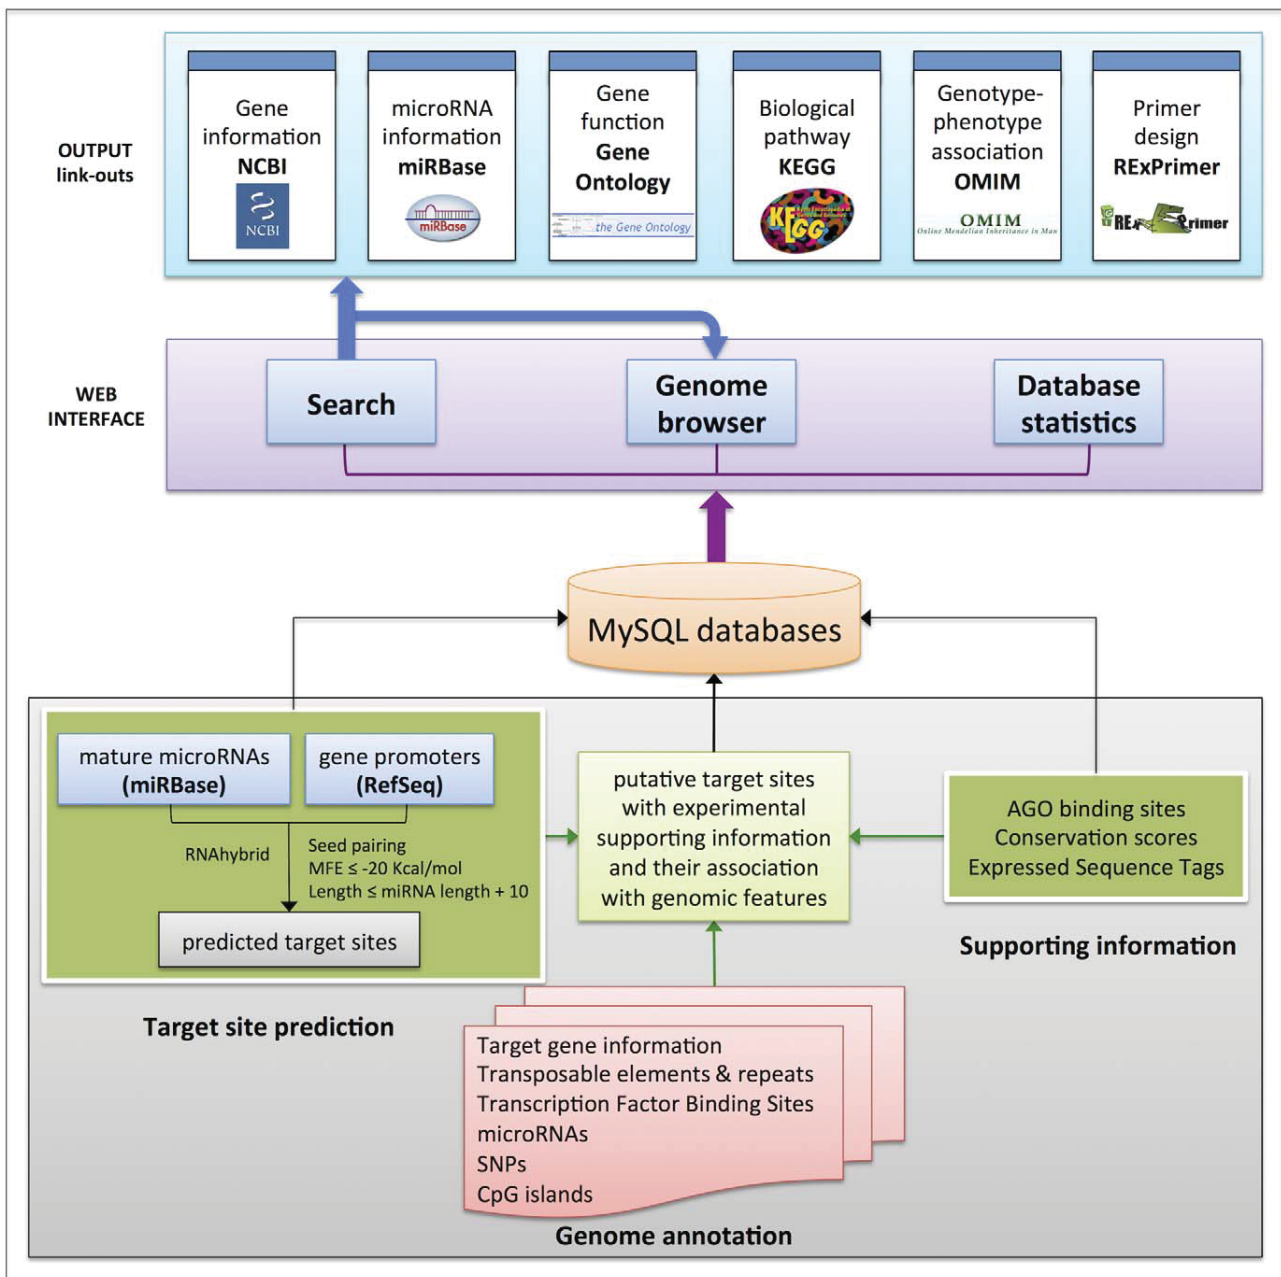 OUTPUT
link-outs
Gene
information
NCBI
NCBI
microRNA
information
miRBase
miRBase
Gene
function
Gene
Ontology
the Gene Ontology
Biological
pathway
KEGG
KEGG
Genotype-
phenotype
association
OMIM
OMIM
Online Mendelian Inheritance in Man
Primer
design
RExPrimer
REx Primer
WEB
INTERFACE
Search
Genome
browser
Database
statistics
MySQL databases
mature microRNAs
(miRBase)
gene promoters
(RefSeq)
RNAhybrid
Seed pairing
MFE ≤ -20 Kcal/mol
Length ≤ miRNA length + 10
predicted target sites
Target site prediction
putative target sites
with experimental
supporting information
and their association
with genomic features
AGO binding sites
Conservation scores
Expressed Sequence Tags
Supporting information
Target gene information
Transposable elements & repeats
Transcription Factor Binding Sites
microRNAs
SNPs
CpG islands
Genome annotation